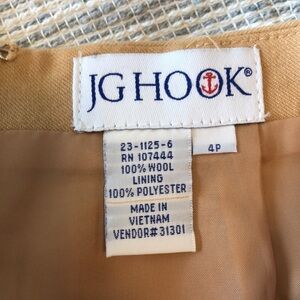 JG HOOK®
23-1125-6
RN 107444
100% WOOL
LINING
100% POLYESTER
MADE IN
VIETNAM
VENDOR#31301
4P